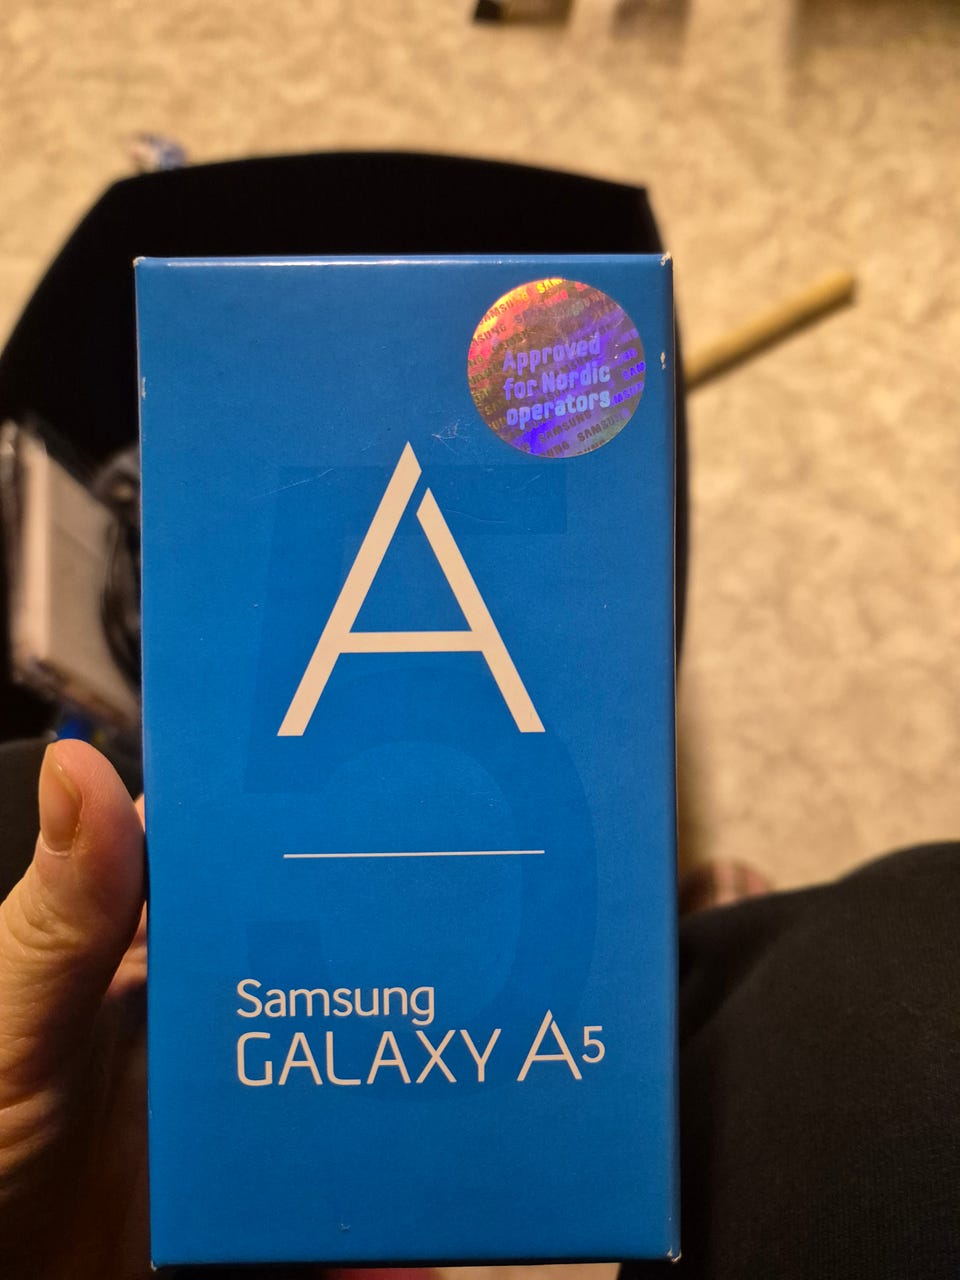 Approved
for Nordic
operators
A
Samsung
GALAXY A5